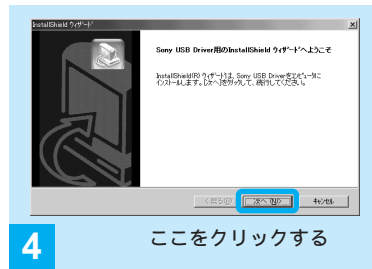 InstallShield ウィザード
Sony USB Driver用のInstallShield ウィザードへようこそ
InstallShield(R) ウィザードは、Sony USB Driverをコンピュータに
インストールします。[次へ]をクリックして、続行してください。
< 戻る(B)
次へ(N)>
キャンセル
4
ここをクリックする